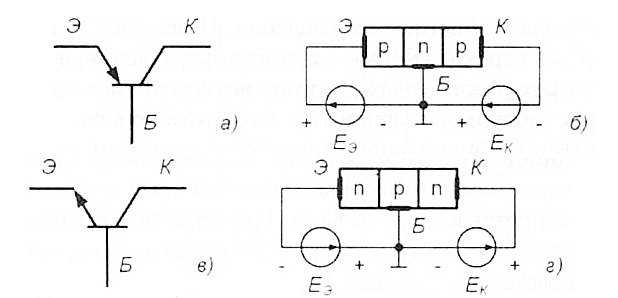 Э К
Б а)
Э p n p К
Б
+ - + - б)
EЭ EК
Э К
Б в)
Э n p n К
Б
- + - + г)
EЭ EК